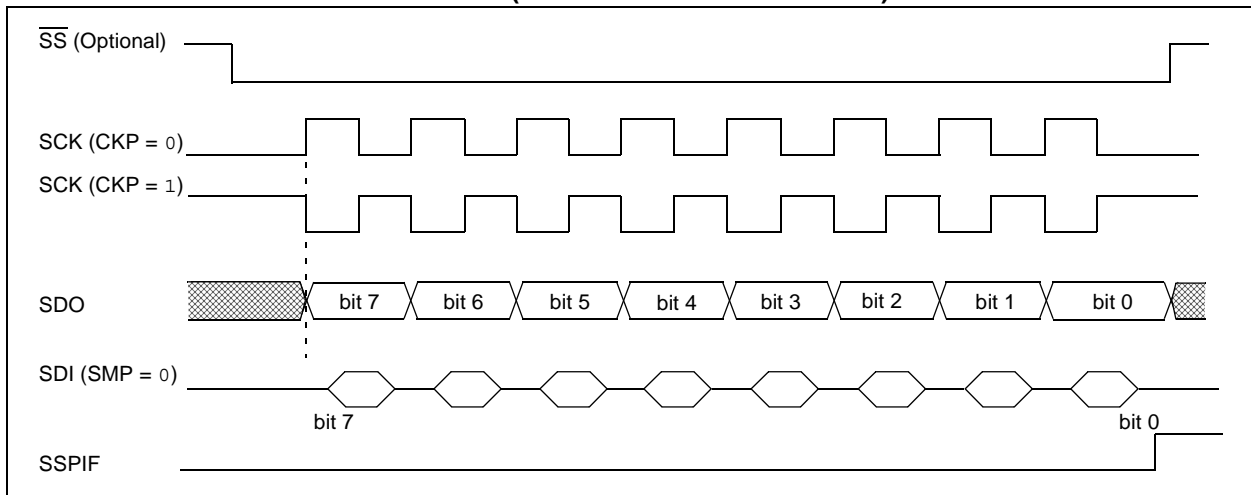 SS (Optional)
SCK (CKP = 0)
SCK (CKP = 1)
SDO
bit 7 bit 6 bit 5 bit 4 bit 3 bit 2 bit 1 bit 0
SDI (SMP = 0)
bit 7 bit 0
SSPIF